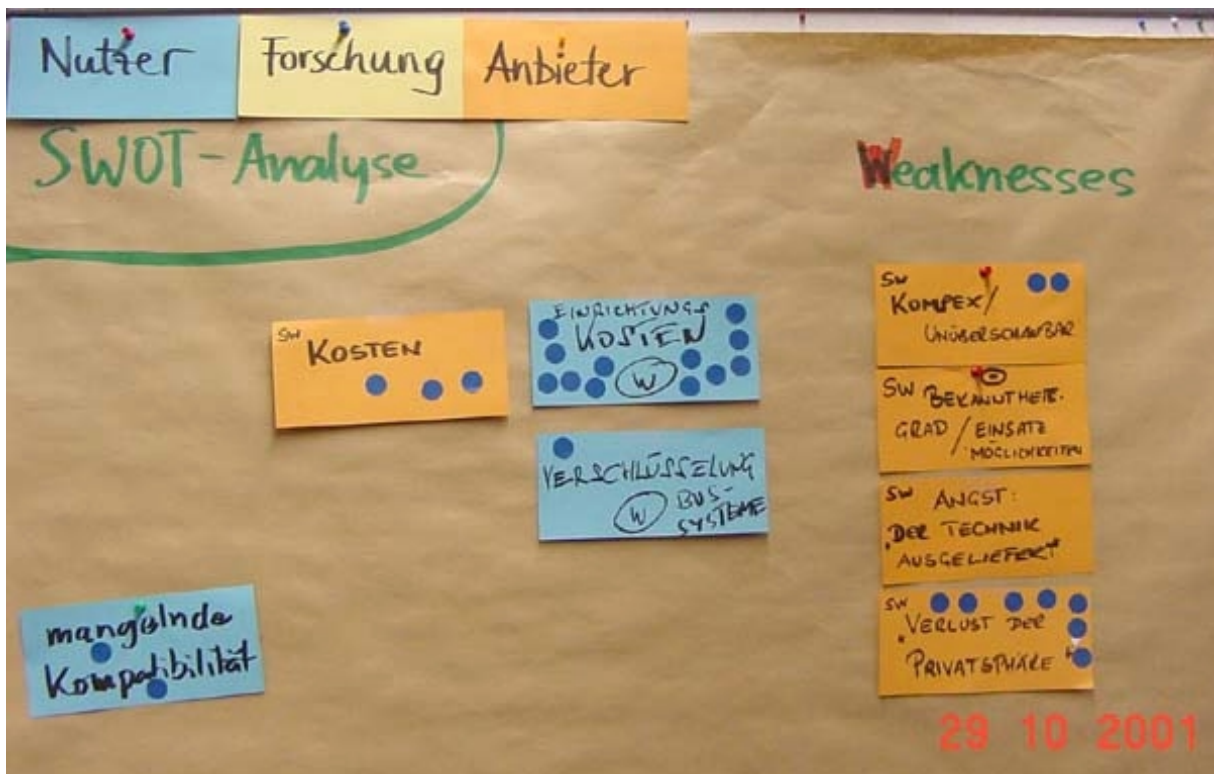 Nutzer
Forschung
Anbieter
SWOT-Analyse
Weaknesses
SW
KOSTEN
EINRICHTUNGS
KOSTEN
W
VERSCHLÜSSELUNG
W BUS-
SYSTEME
mangelnde
Kompatibilität
SW
KOMPEX/
UNÜBERSCHAUBAR
SW BEKANNTHEITS-
GRAD / EINSATZ
MÖGLICHKEITEN
SW ANGST:
"DER TECHNIK
AUSGELIEFERT"
SW
"VERLUST DER
PRIVATSPHÄRE"
29 10 2001